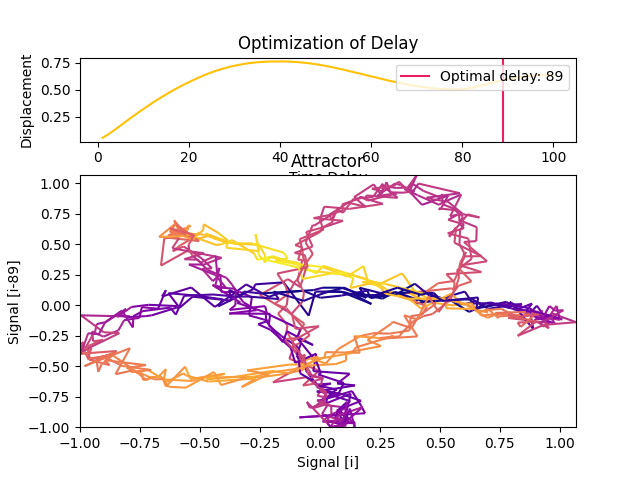 Optimization of Delay
Displacement
0.75
0.50
0.25
Optimal delay: 89
0 20 40 60 80 100
Time Delay
Attractor
Signal [i-89]
1.00
0.75
0.50
0.25
0.00
−0.25
−0.50
−0.75
−1.00
−1.00 −0.75 −0.50 −0.25 0.00 0.25 0.50 0.75 1.00
Signal [i]